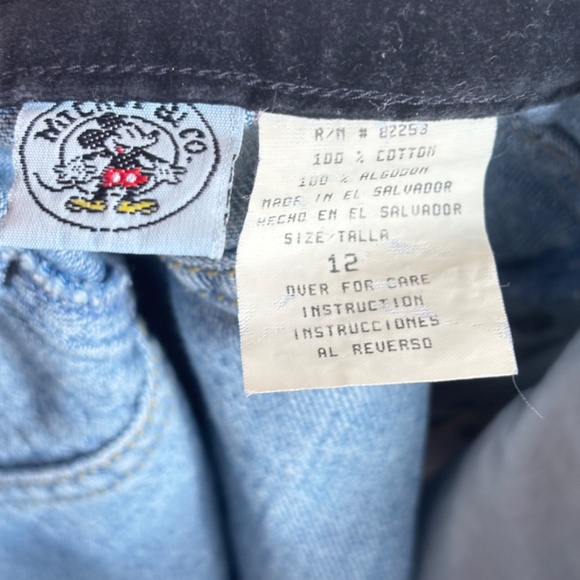 MICKEY & CO.
R/N # 82253
100 % COTTON
100 % ALGODON
MADE IN EL SALVADOR
HECHO EN EL SALVADOR
SIZE/TALLA
12
OVER FOR CARE
INSTRUCTION
INSTRUCCIONES
AL REVERSO